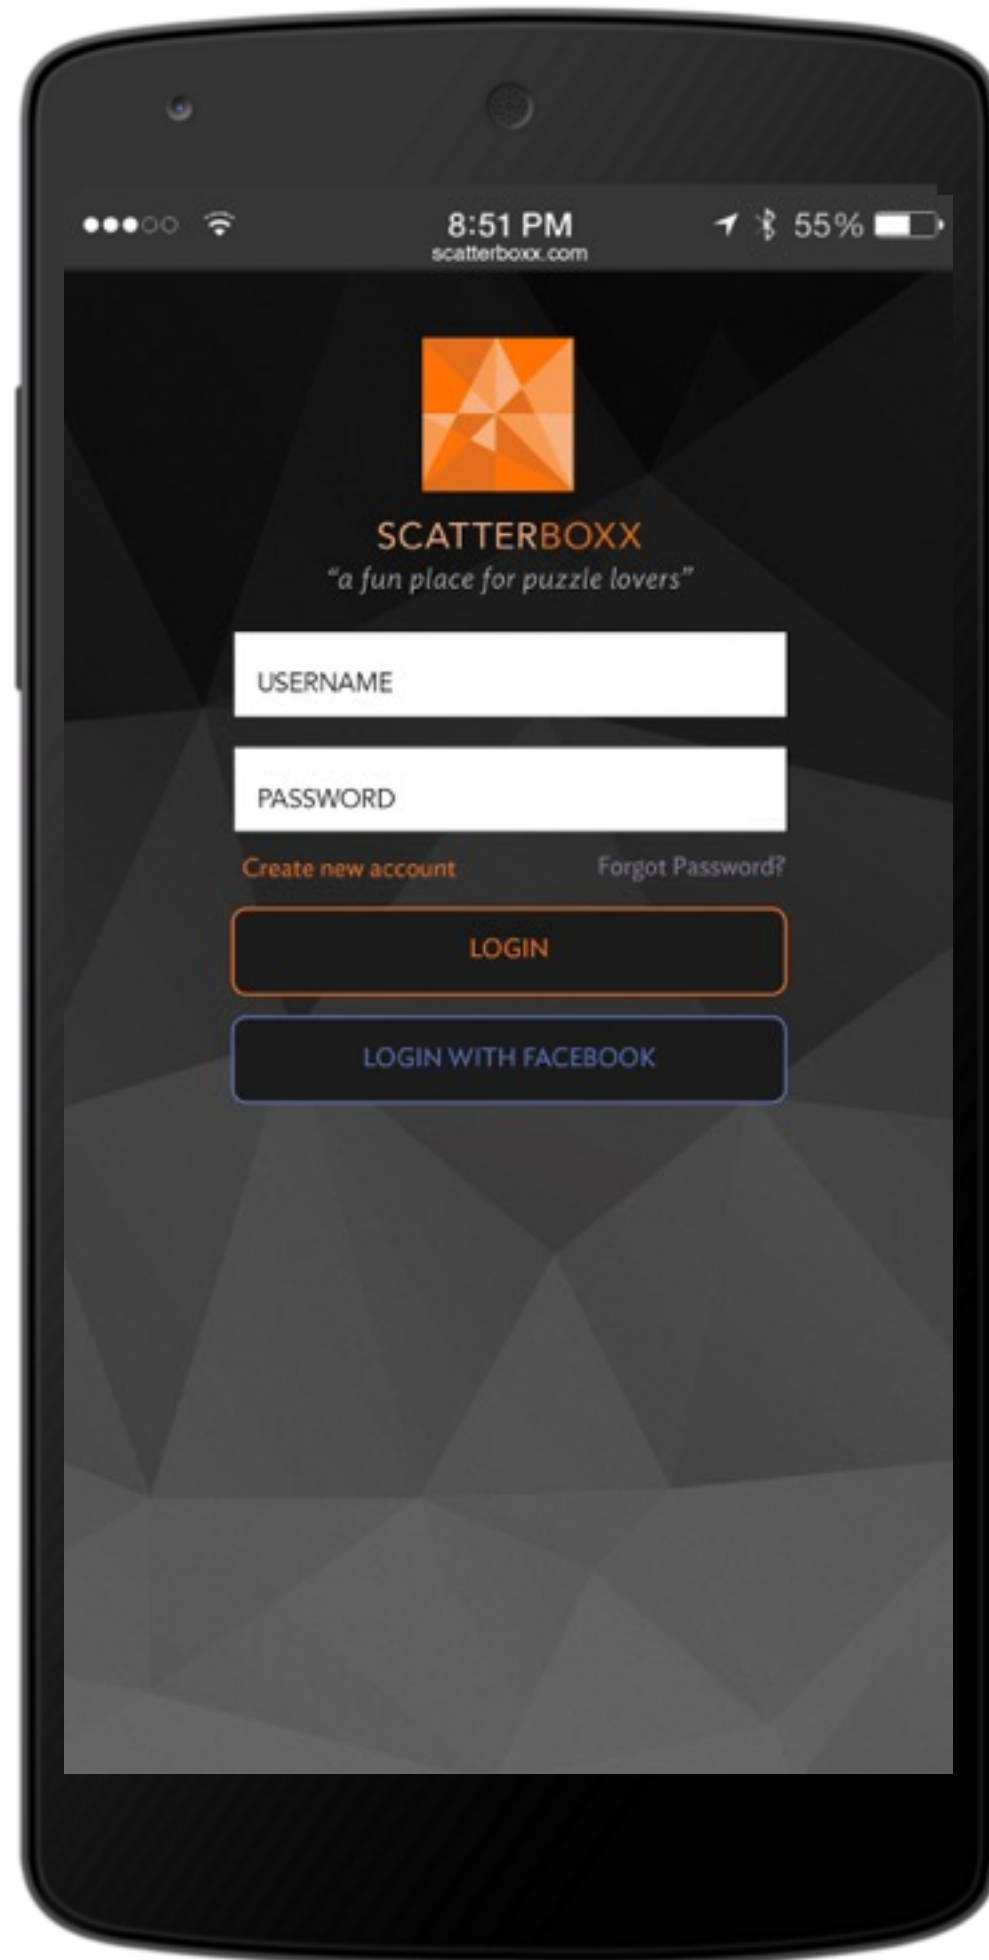 8:51 PM 55%
scatterboxx.com
SCATTERBOXX
“a fun place for puzzle lovers”
USERNAME
PASSWORD
Create new account Forgot Password?
LOGIN
LOGIN WITH FACEBOOK